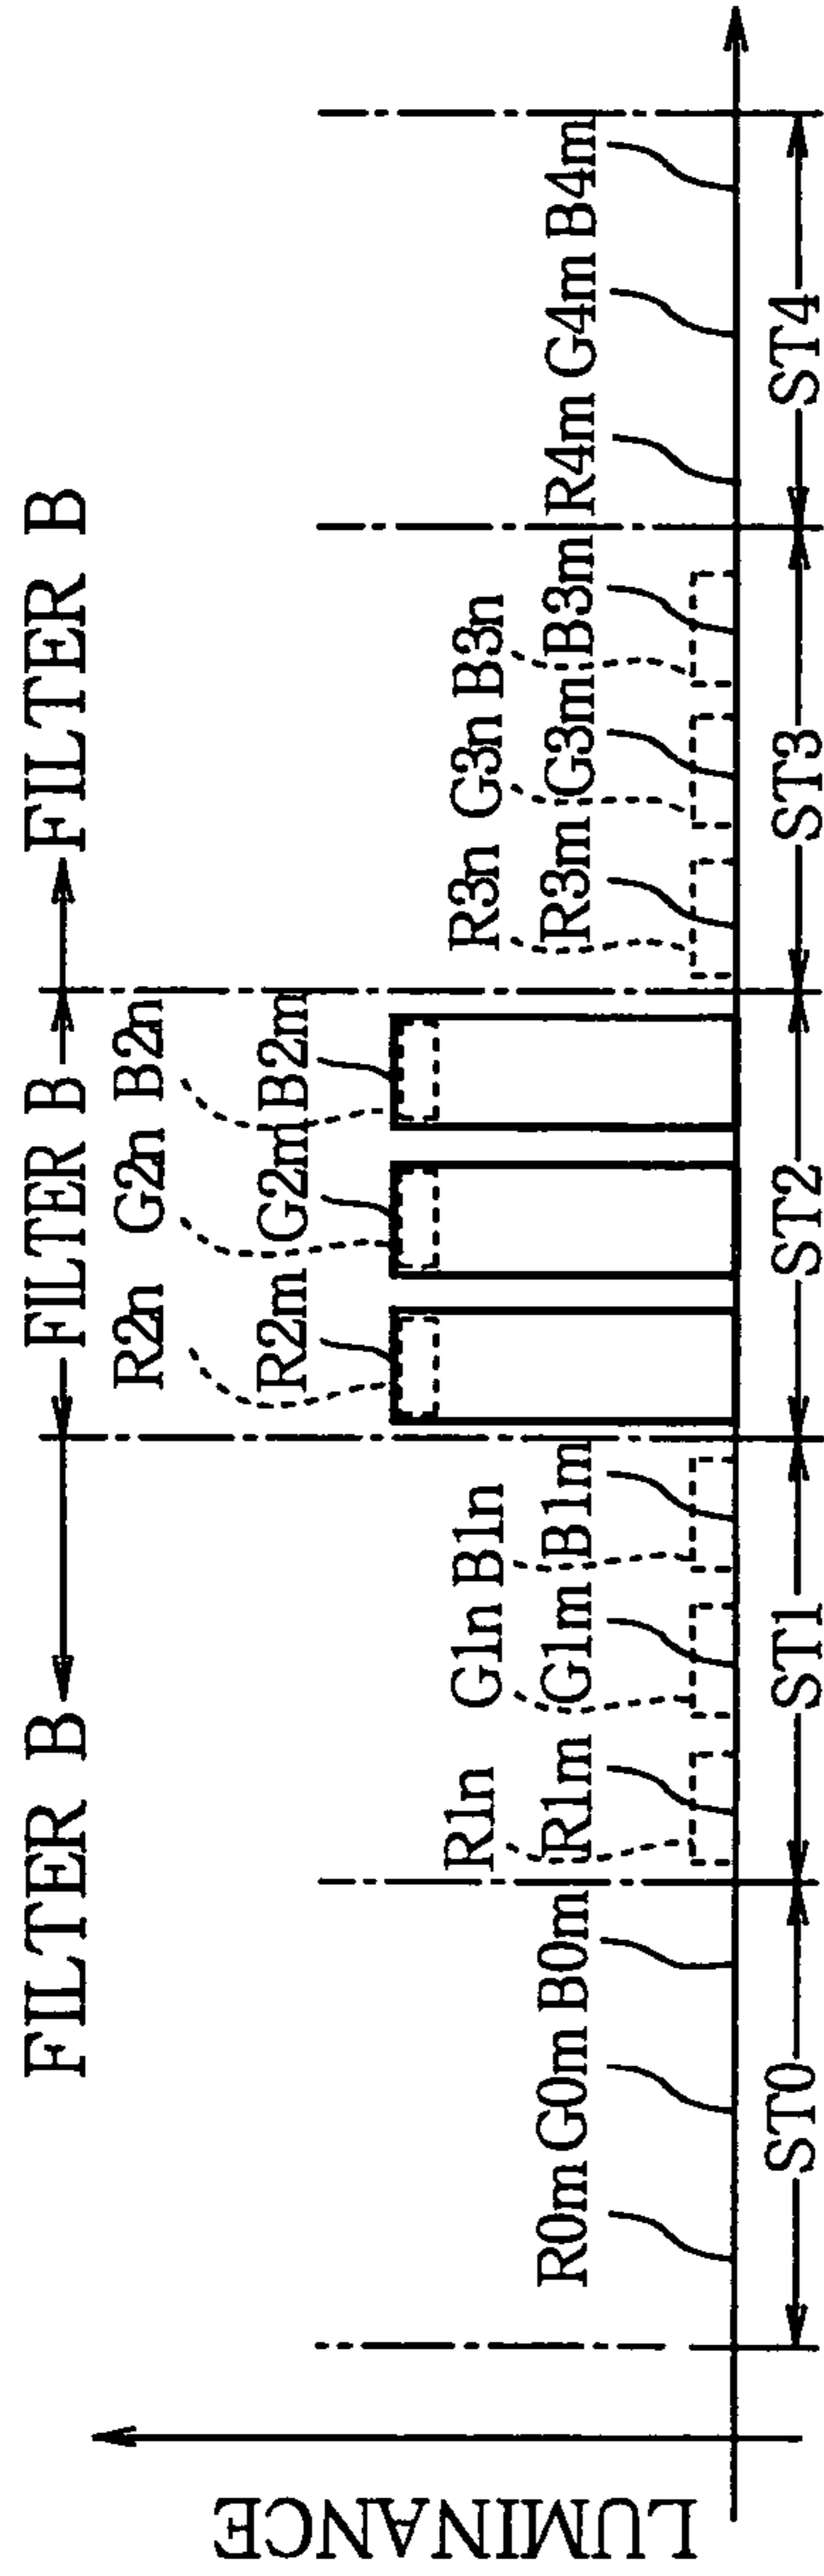 FILTER B FILTER B FILTER B
R2n G2n B2n
R2m G2m B2m
R1n G1n B1n R3n G3n B3n
R0m G0m B0m R1m G1m B1m R3m G3m B3m R4m G4m B4m
ST0 ST1 ST2 ST3 ST4
LUMINANCE